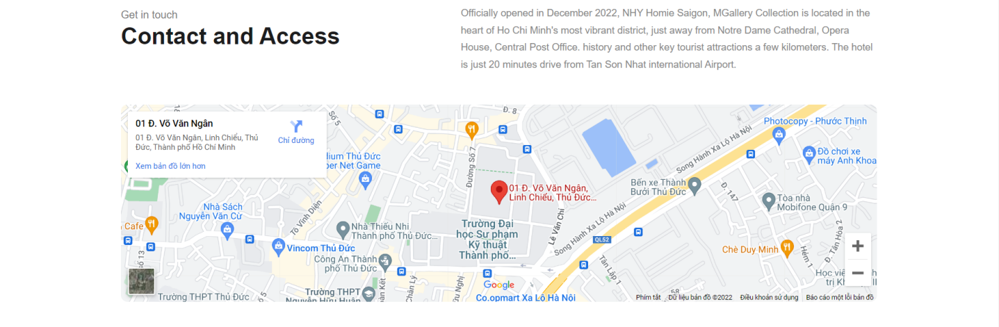 Get in touch
Contact and Access
Officially opened in December 2022, NHY Homie Saigon, MGallery Collection is located in the
heart of Ho Chi Minh's most vibrant district, just away from Notre Dame Cathedral, Opera
House, Central Post Office. history and other key tourist attractions a few kilometers. The hotel
is just 20 minutes drive from Tan Son Nhat international Airport.
01 Đ. Võ Văn Ngân
01 Đ. Võ Văn Ngân, Linh Chiểu, Thủ
Đức, Thành phố Hồ Chí Minh
Chỉ đường
Xem bản đồ lớn hơn
Số 5
Đ. 8
Photocopy - Phước Thịnh
Thủ Đức
Net Game
Đường Số 7
Song Hành Xa Lộ Hà Nội
Đồ chơi xe
máy Anh Khoa
01 Đ. Võ Văn Ngân,
Linh Chiểu, Thủ Đức...
Bến xe Thành
Bưởi Thủ Đức
Đ. 147
Tòa nhà
Mobifone Quận 9
Nhà Sách
Nguyễn Văn Cừ
Tô Vĩnh Diện
Cafe
Nhà Thiếu Nhi
Thành phố Thủ Đức...
Trường Đại
học Sư phạm
Kỹ thuật
Thành phố...
Lê Văn Chí
Song Hành Xa Lộ Hà Nội
QL52
Đ. Tân Hòa 2
Vincom Thủ Đức
Công An Thành
phố Thủ Đức
Chè Duy Minh
Hẻm 1
Số 13
Tân Lập 1
Học
trị
Trường THPT Thủ Đức
Trường THPT
Nguyễn Hữu Huân
Kết
Chân Lý
Google
Co.opmart Xa Lộ Hà Nội
58
Phím tắt
Dữ liệu bản đồ ©2022
Điều khoản sử dụng
Báo cáo một lỗi bản đồ